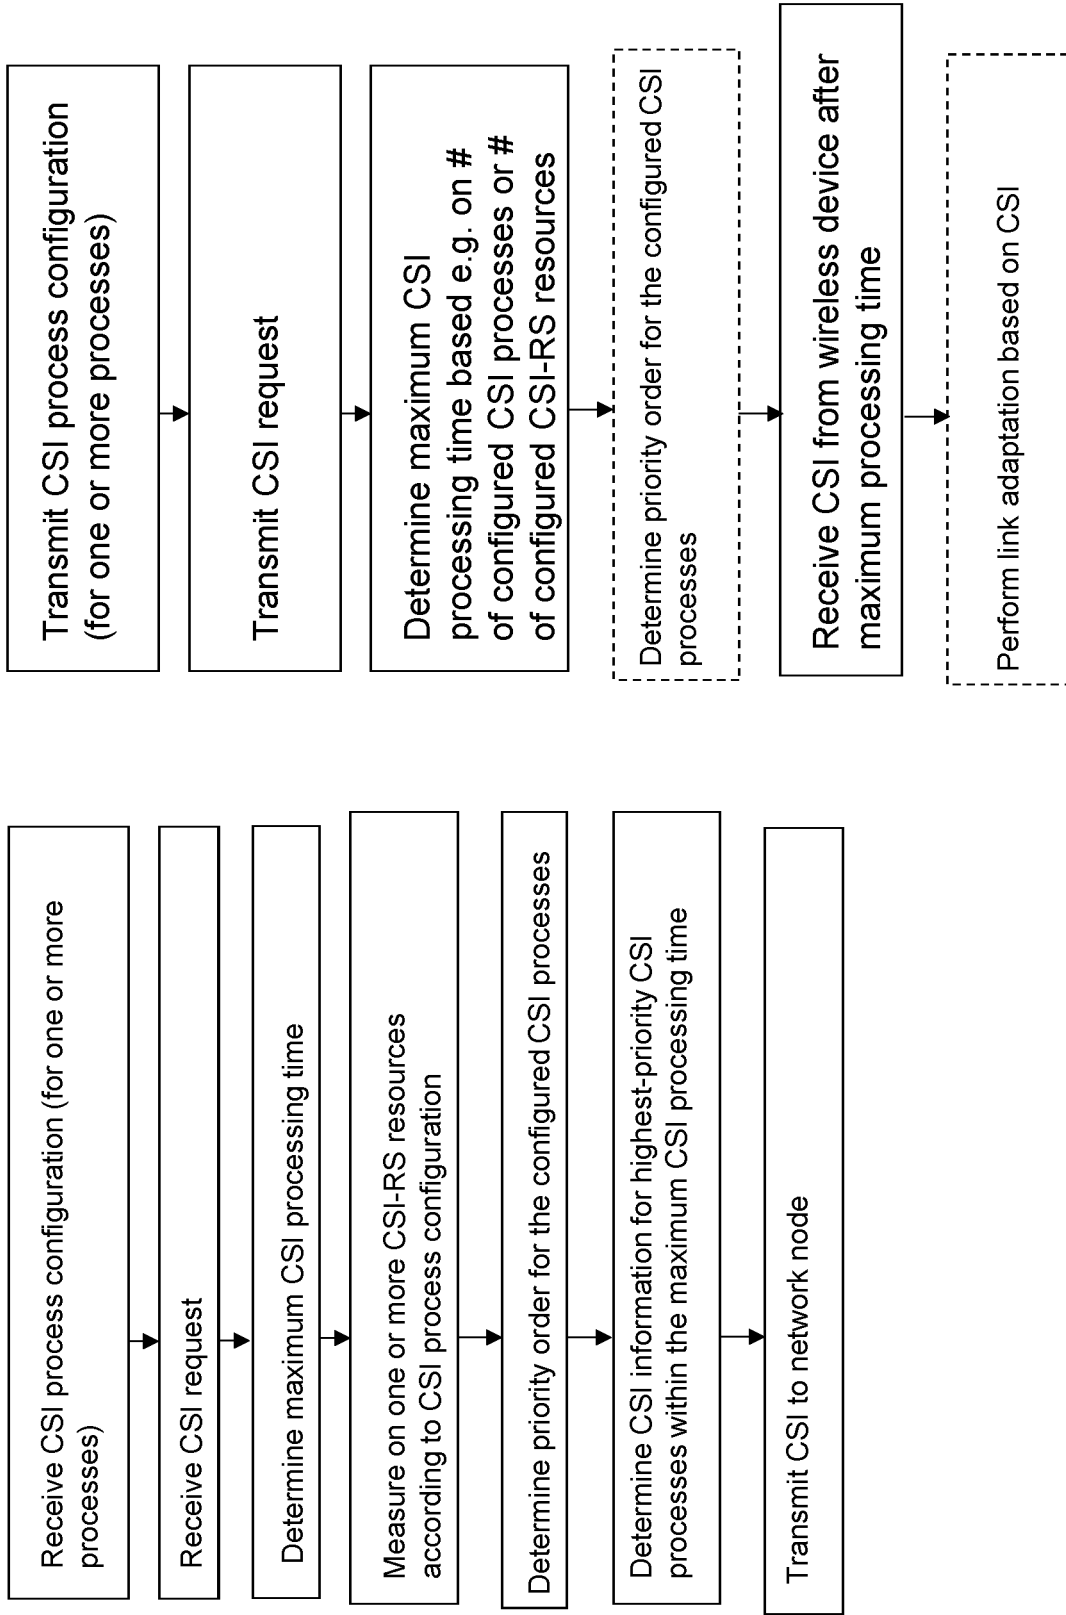 Receive CSI process configuration (for one or more
processes)
Receive CSI request
Determine maximum CSI processing time
Measure on one or more CSI-RS resources
according to CSI process configuration
Determine priority order for the configured CSI processes
Determine CSI information for highest-priority CSI
processes within the maximum CSI processing time
Transmit CSI to network node
Transmit CSI process configuration
(for one or more processes)
Transmit CSI request
Determine maximum CSI
processing time based e.g. on #
of configured CSI processes or #
of configured CSI-RS resources
Determine priority order for the configured CSI
processes
Receive CSI from wireless device after
maximum processing time
Perform link adaptation based on CSI